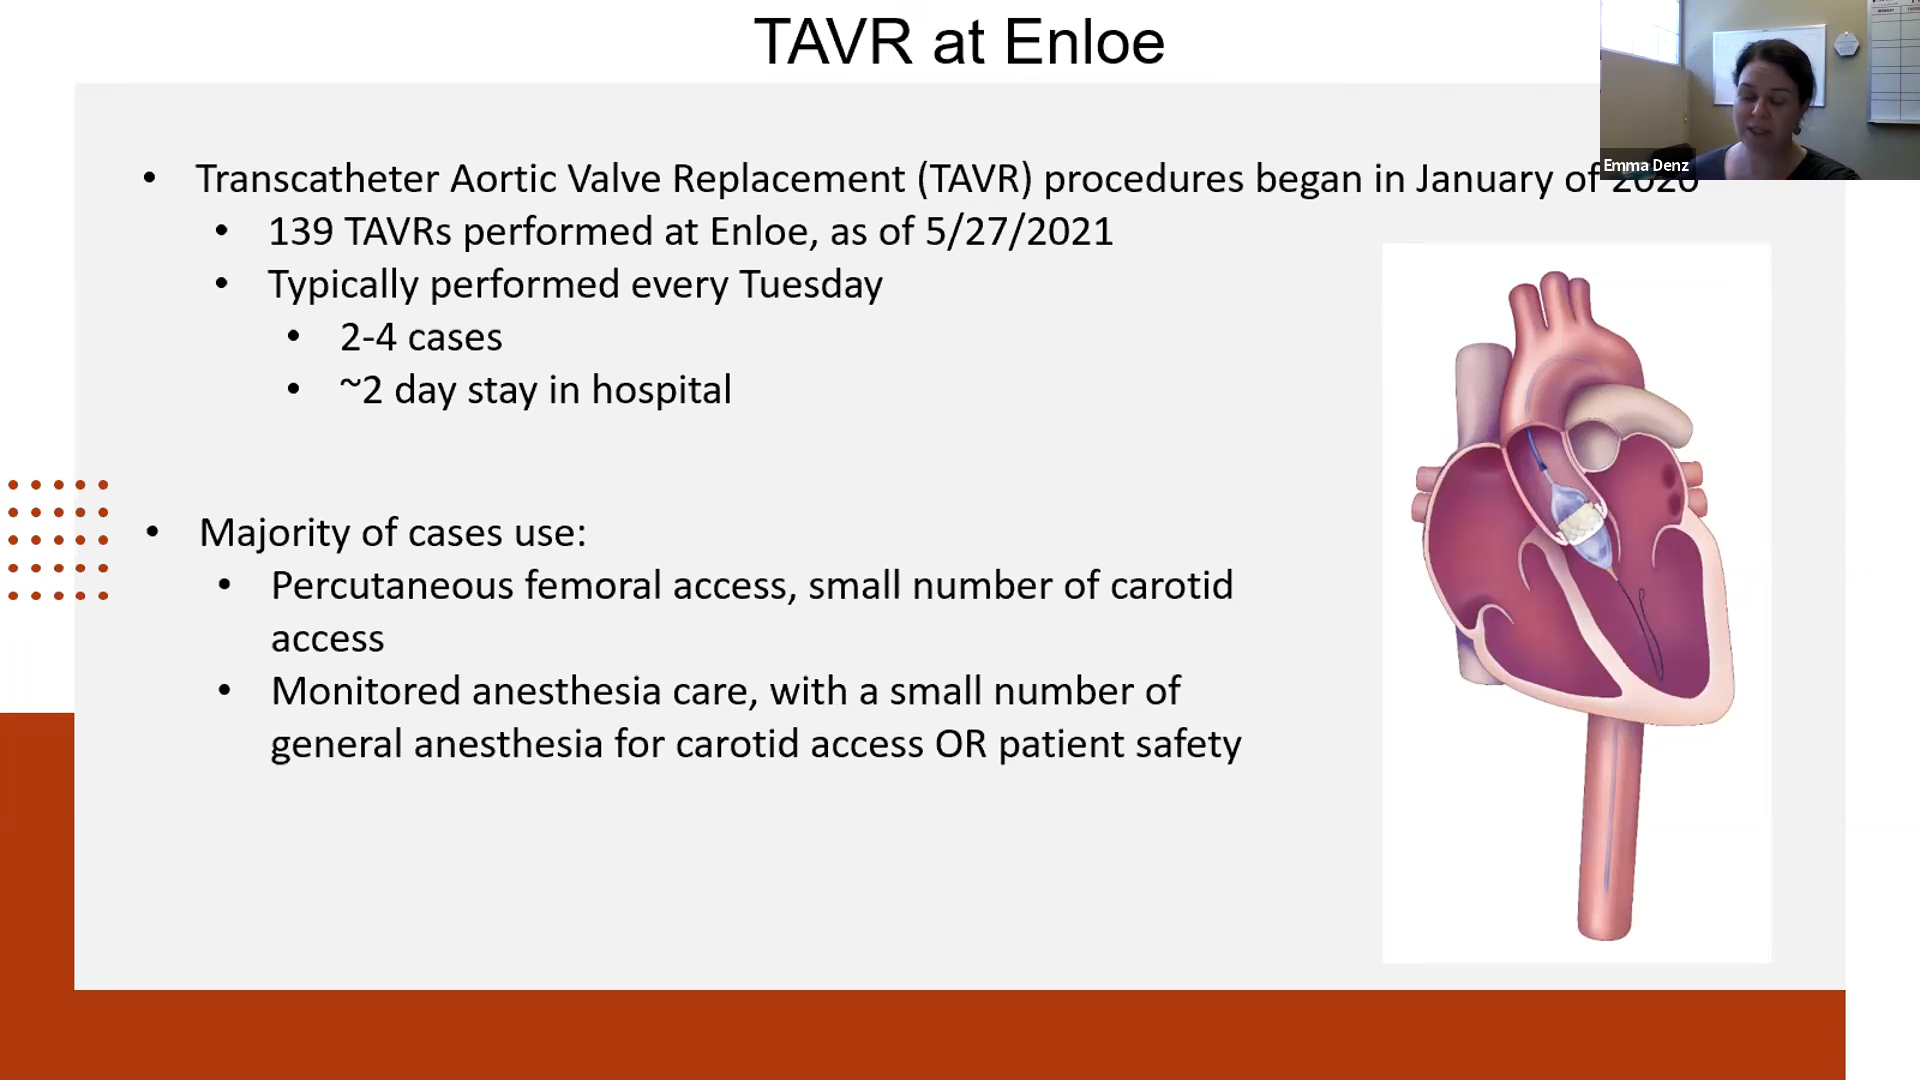 TAVR at Enloe
Emma Denz
• Transcatheter Aortic Valve Replacement (TAVR) procedures began in January of 2020
• 139 TAVRs performed at Enloe, as of 5/27/2021
• Typically performed every Tuesday
• 2-4 cases
• ~2 day stay in hospital
• Majority of cases use:
• Percutaneous femoral access, small number of carotid
access
• Monitored anesthesia care, with a small number of
general anesthesia for carotid access OR patient safety